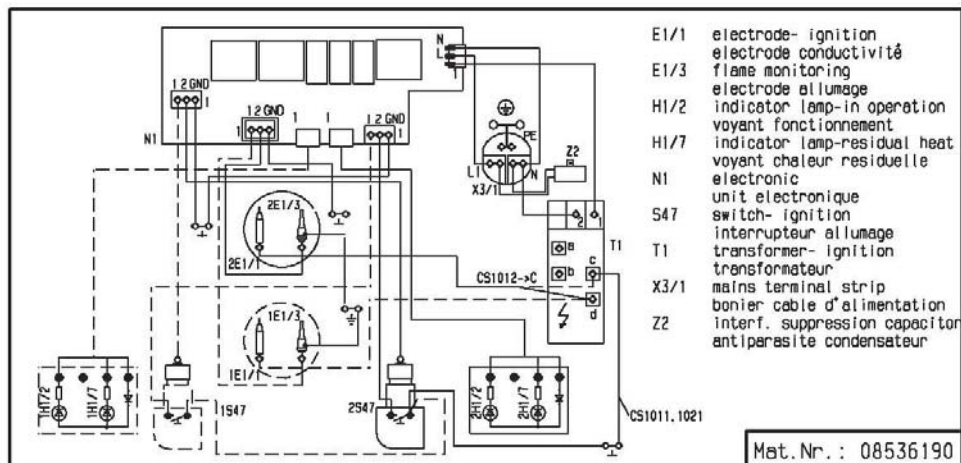 N
L
1
1 2 GND
1
1 2 GND
1
1
1
1 2 GND
1
N1
PE
L1
N
X3/1
Z2
2
1
T1
a
b
c
d
CS1012->C
2E1/3
2E1/1
1E1/3
1E1/1
1H1/2
1H1/7
1S47
2S47
2H1/2
2H1/7
CS1011,1021
E1/1 electrode- ignition
electrode conductivité
E1/3 flame monitoring
electrode allumage
H1/2 indicator lamp-in operation
voyant fonctionnement
H1/7 indicator lamp-residual heat
voyant chaleur residuelle
N1 electronic
unit electronique
S47 switch- ignition
interrupteur allumage
T1 transformer- ignition
transformateur
X3/1 mains terminal strip
bonier cable d'alimentation
Z2 interf. suppression capacitor
antiparasite condensateur
Mat.Nr.: 08536190